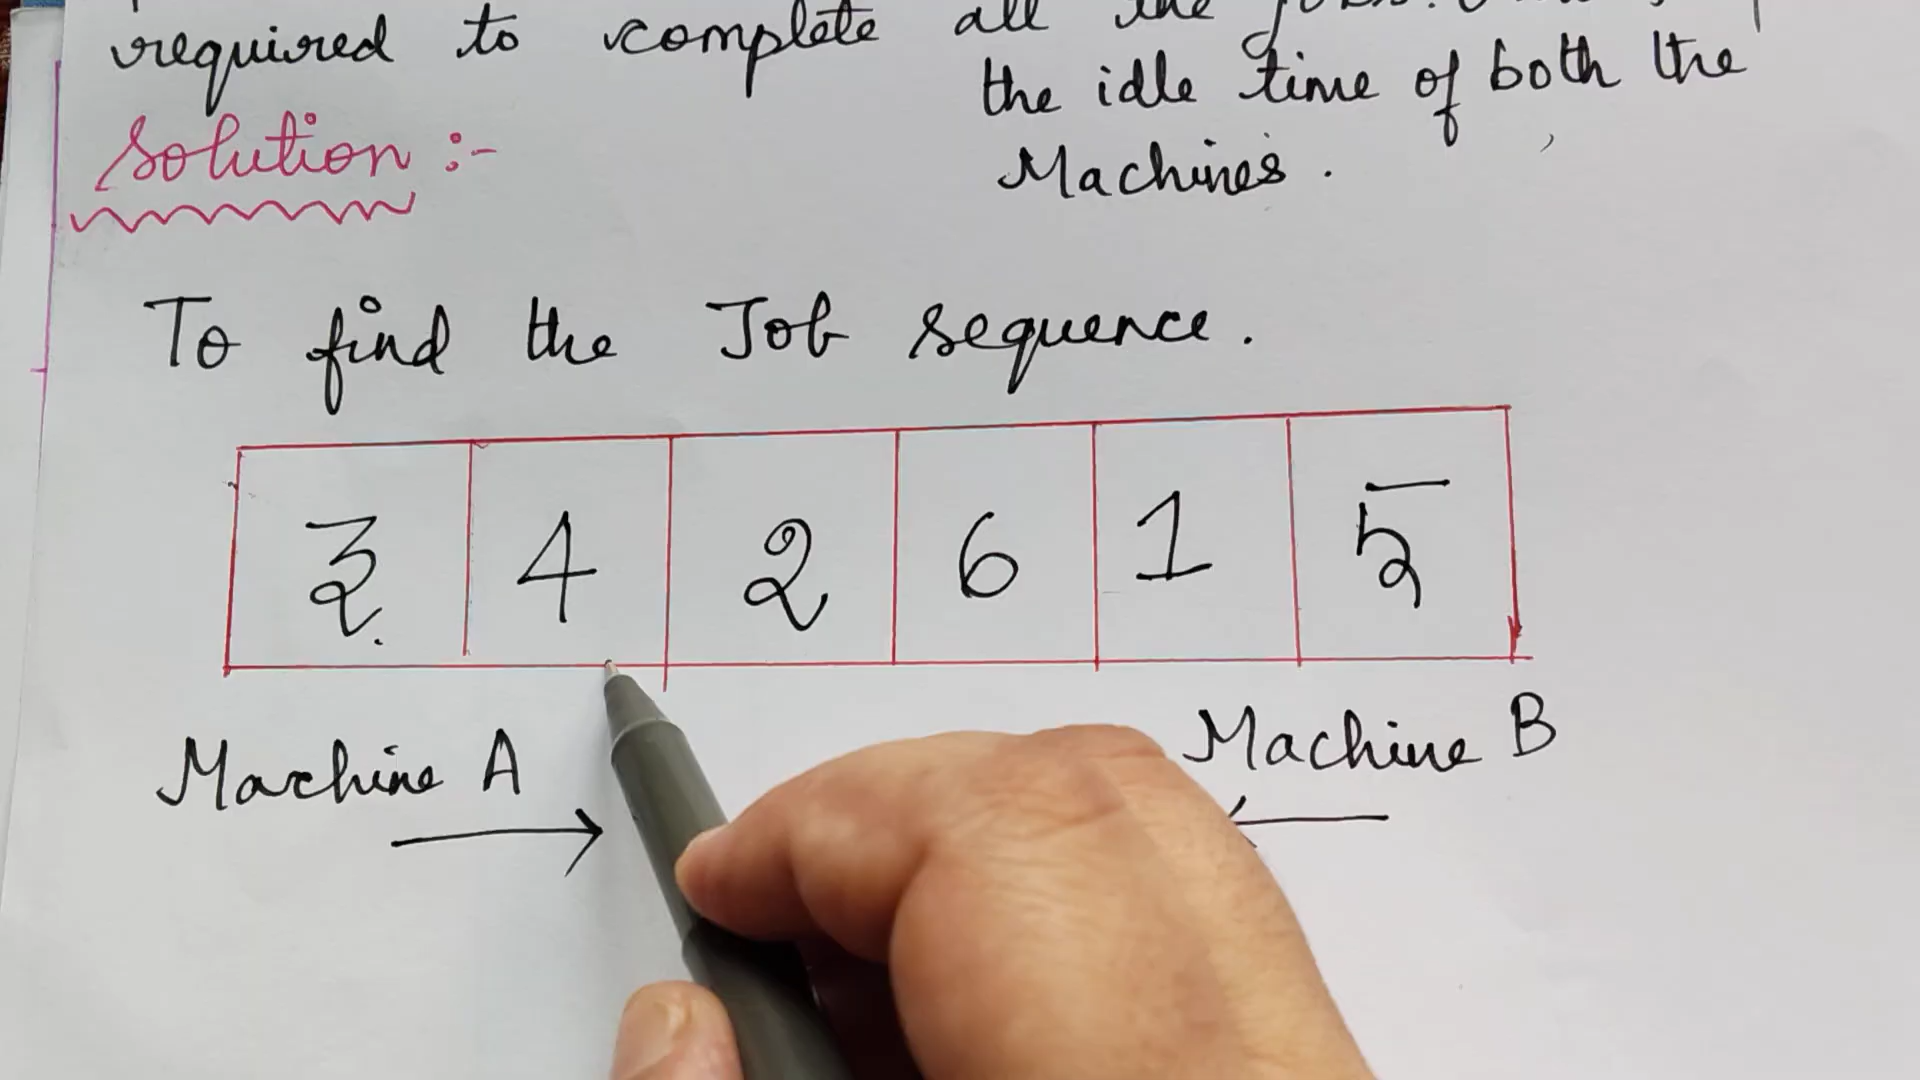 required to complete all the
the idle time of both the
Machines.
Solution :-
To find the Job sequence.
3 4 2 6 1 5
Machine A
Machine B